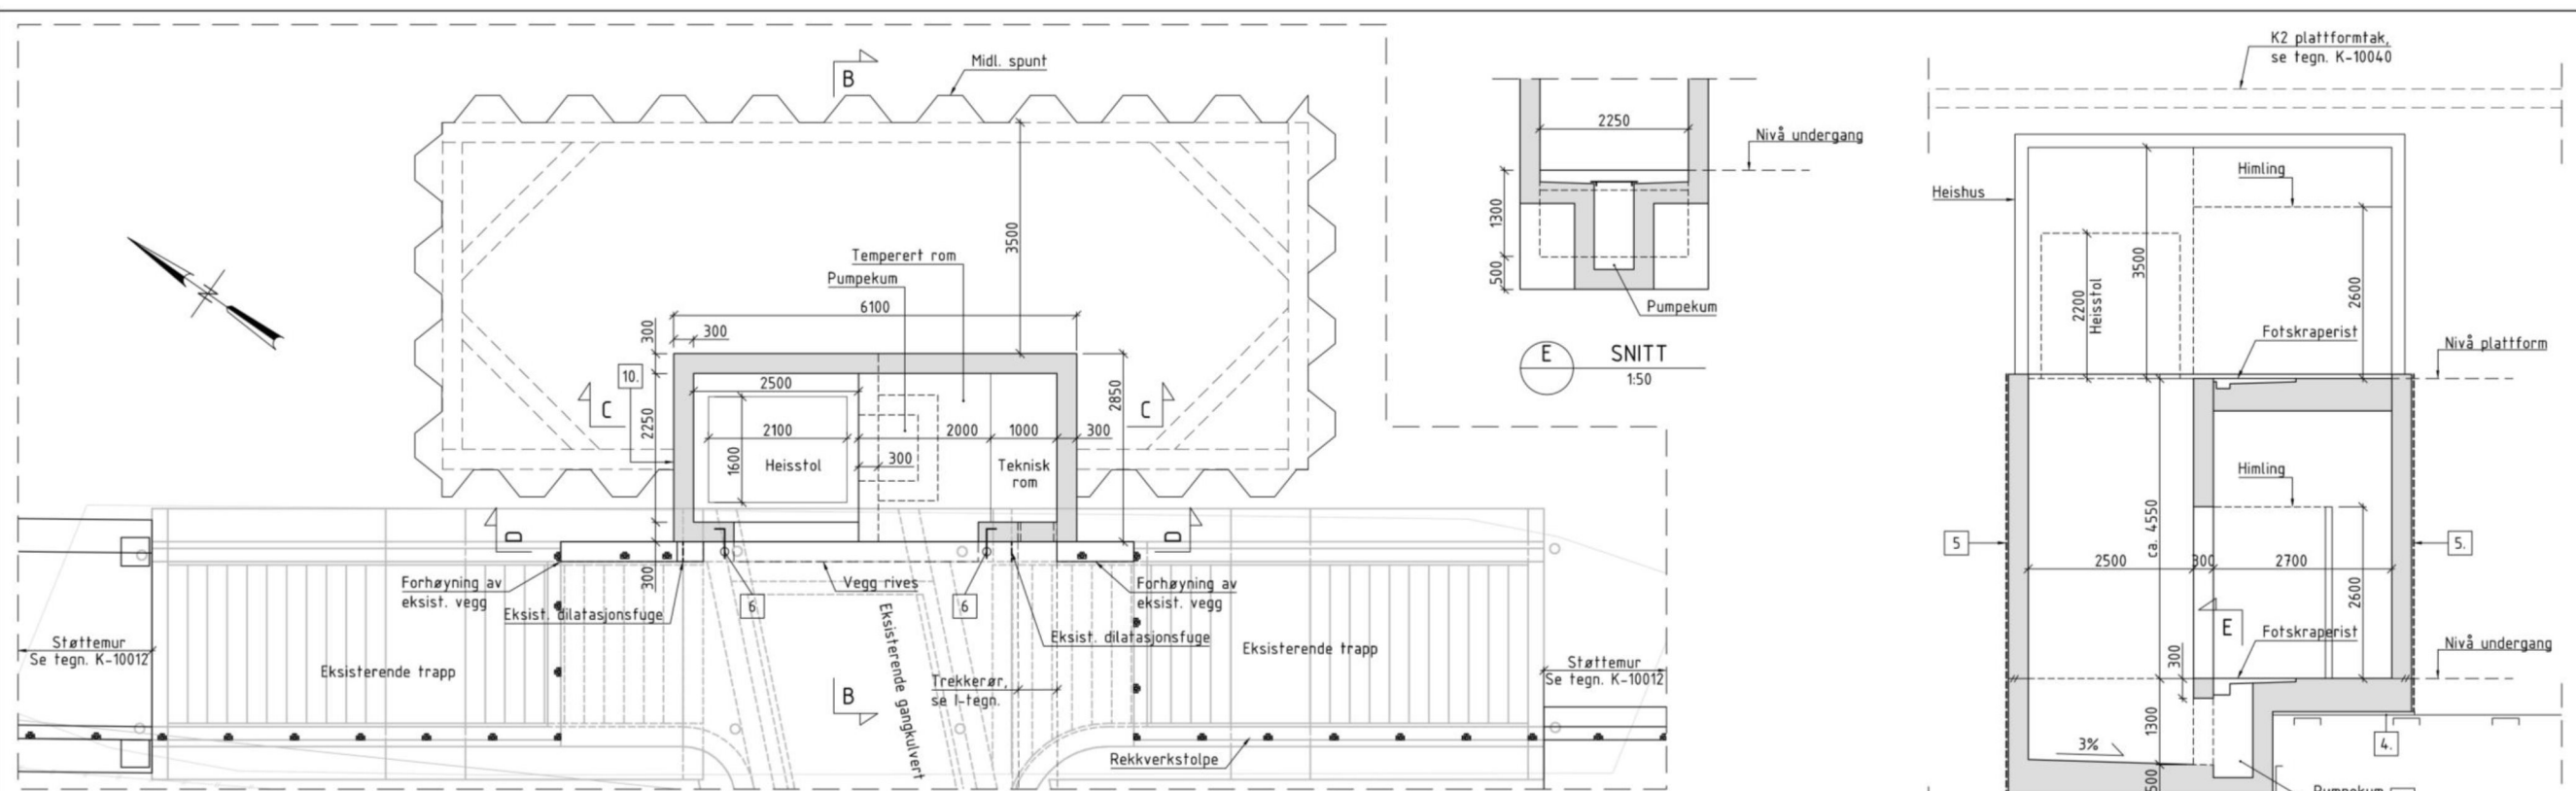 B
Midl. spunt
3500
Temperert rom
Pumpekum
6100
300
300
10.
2500
C
C
2250
2850
2100
2000
1000
300
1600
Heisstol
300
Teknisk
rom
D
D
300
Forhøyning av
eksist. vegg
Vegg rives
Forhøyning av
eksist. vegg
6
6
Eksist. dilatasjonsfuge
Eksist. dilatasjonsfuge
Støttemur
Se tegn. K-10012
Eksisterende trapp
Eksisterende gangkulvert
Eksisterende trapp
Støttemur
Se tegn. K-10012
Trekkerør,
se I-tegn.
B
Rekkverkstolpe
2250
Nivå undergang
1300
500
Pumpekum
E
SNITT
1:50
K2 plattformtak,
se tegn. K-10040
Heishus
Himling
3500
2200
Heisstol
2600
Fotskraperist
Nivå plattform
Himling
ca. 4550
5
5.
2500
300
2700
2600
E
Fotskraperist
Nivå undergang
300
1300
3%
4.
500
Pumpekum